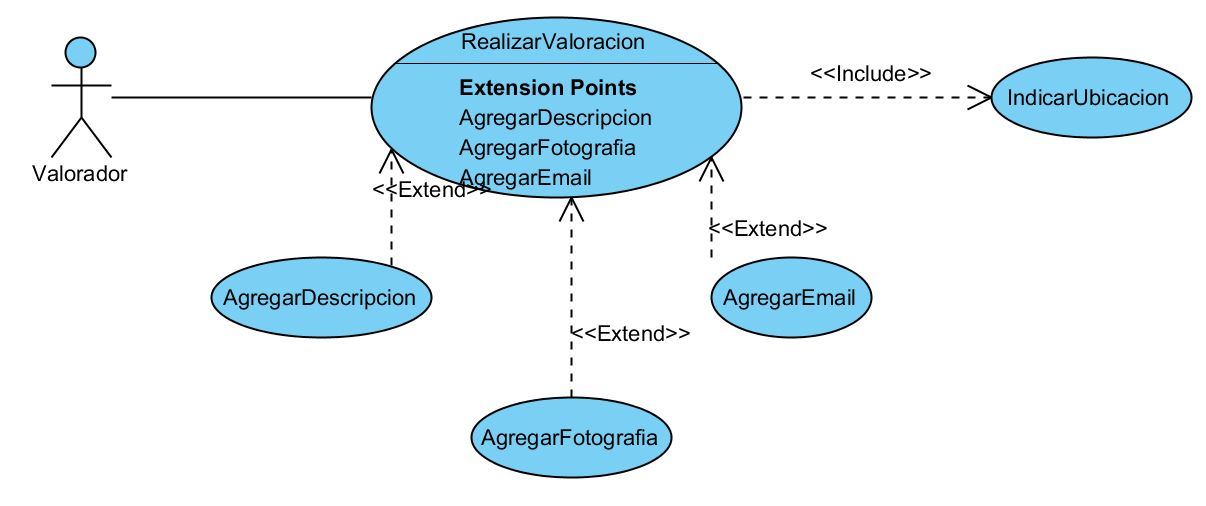 RealizarValoracion
Extension Points
AgregarDescripcion
AgregarFotografia
AgregarEmail
<<Include>>
IndicarUbicacion
Valorador
<<Extend>>
<<Extend>>
AgregarDescripcion
AgregarEmail
<<Extend>>
AgregarFotografia